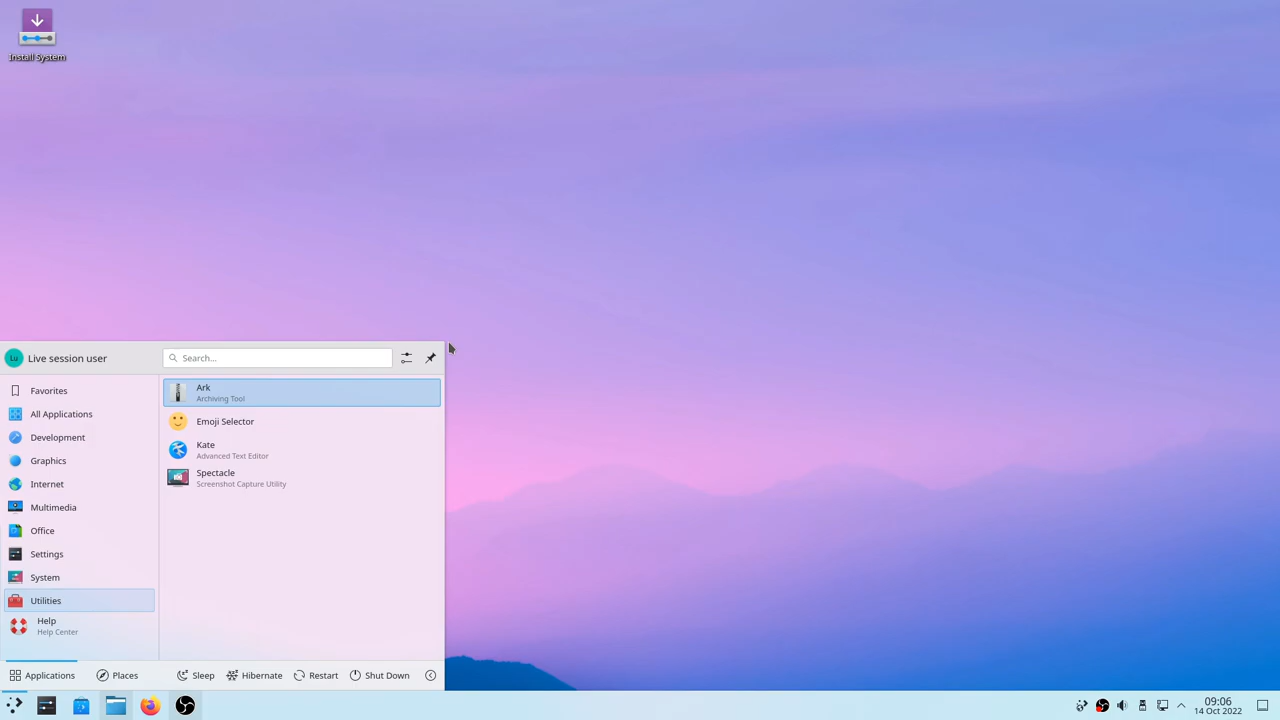 Install System
Lu
Live session user
Search...
Favorites
All Applications
Development
Graphics
Internet
Multimedia
Office
Settings
System
Utilities
Help
Help Center
Ark
Archiving Tool
Emoji Selector
Kate
Advanced Text Editor
Spectacle
Screenshot Capture Utility
Applications
Places
Sleep
Hibernate
Restart
Shut Down
09:06
14 Oct 2022